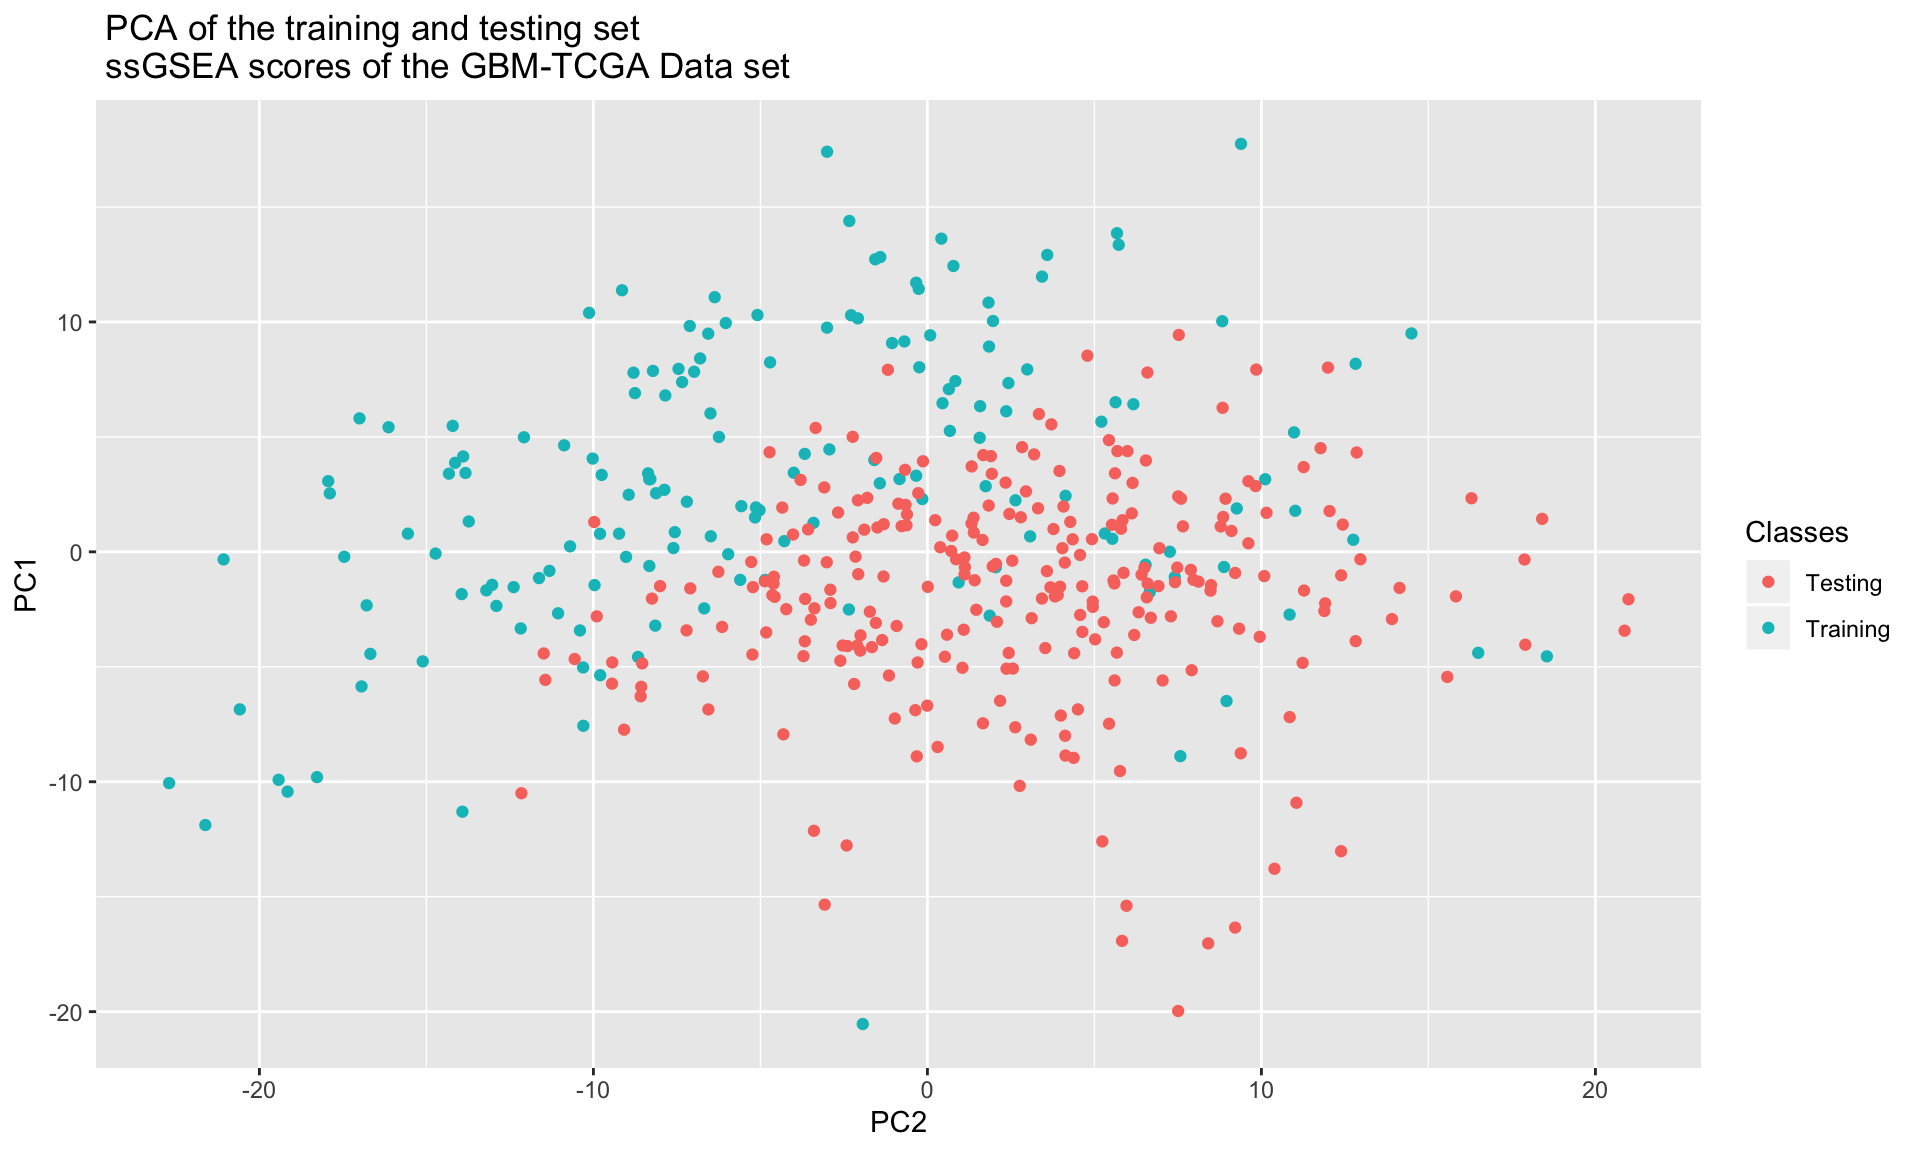 PCA of the training and testing set
ssGSEA scores of the GBM-TCGA Data set
PC1
10
0
-10
-20
-20
-10
0
10
20
PC2
Classes
Testing
Training